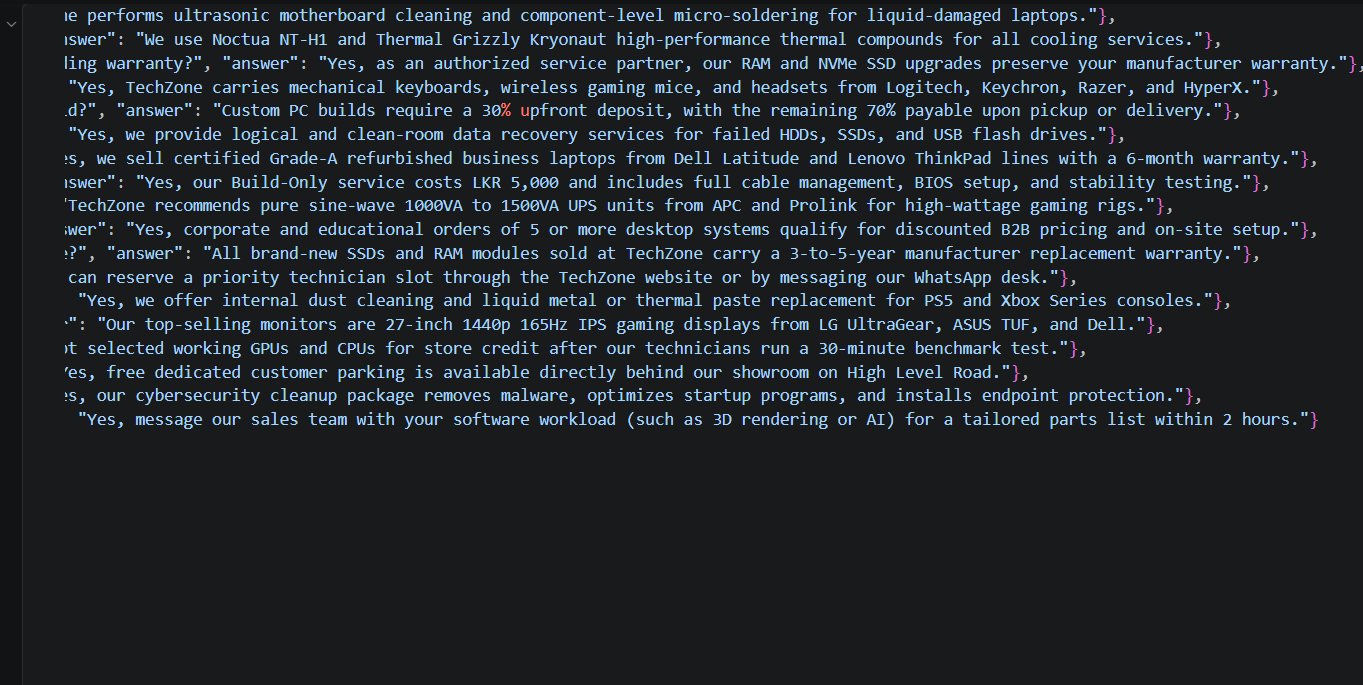 ne performs ultrasonic motherboard cleaning and component-level micro-soldering for liquid-damaged laptops."},
nswer": "We use Noctua NT-H1 and Thermal Grizzly Kryonaut high-performance thermal compounds for all cooling services."},
ling warranty?", "answer": "Yes, as an authorized service partner, our RAM and NVMe SSD upgrades preserve your manufacturer warranty."},
"Yes, TechZone carries mechanical keyboards, wireless gaming mice, and headsets from Logitech, Keychron, Razer, and HyperX."},
d?", "answer": "Custom PC builds require a 30% upfront deposit, with the remaining 70% payable upon pickup or delivery."},
"Yes, we provide logical and clean-room data recovery services for failed HDDs, SSDs, and USB flash drives."},
es, we sell certified Grade-A refurbished business laptops from Dell Latitude and Lenovo ThinkPad lines with a 6-month warranty."},
nswer": "Yes, our Build-Only service costs LKR 5,000 and includes full cable management, BIOS setup, and stability testing."},
"TechZone recommends pure sine-wave 1000VA to 1500VA UPS units from APC and Prolink for high-wattage gaming rigs."},
swer": "Yes, corporate and educational orders of 5 or more desktop systems qualify for discounted B2B pricing and on-site setup."},
e?", "answer": "All brand-new SSDs and RAM modules sold at TechZone carry a 3-to-5-year manufacturer replacement warranty."},
can reserve a priority technician slot through the TechZone website or by messaging our WhatsApp desk."},
"Yes, we offer internal dust cleaning and liquid metal or thermal paste replacement for PS5 and Xbox Series consoles."},
r": "Our top-selling monitors are 27-inch 1440p 165Hz IPS gaming displays from LG UltraGear, ASUS TUF, and Dell."},
pt selected working GPUs and CPUs for store credit after our technicians run a 30-minute benchmark test."},
Yes, free dedicated customer parking is available directly behind our showroom on High Level Road."},
es, our cybersecurity cleanup package removes malware, optimizes startup programs, and installs endpoint protection."},
"Yes, message our sales team with your software workload (such as 3D rendering or AI) for a tailored parts list within 2 hours."}